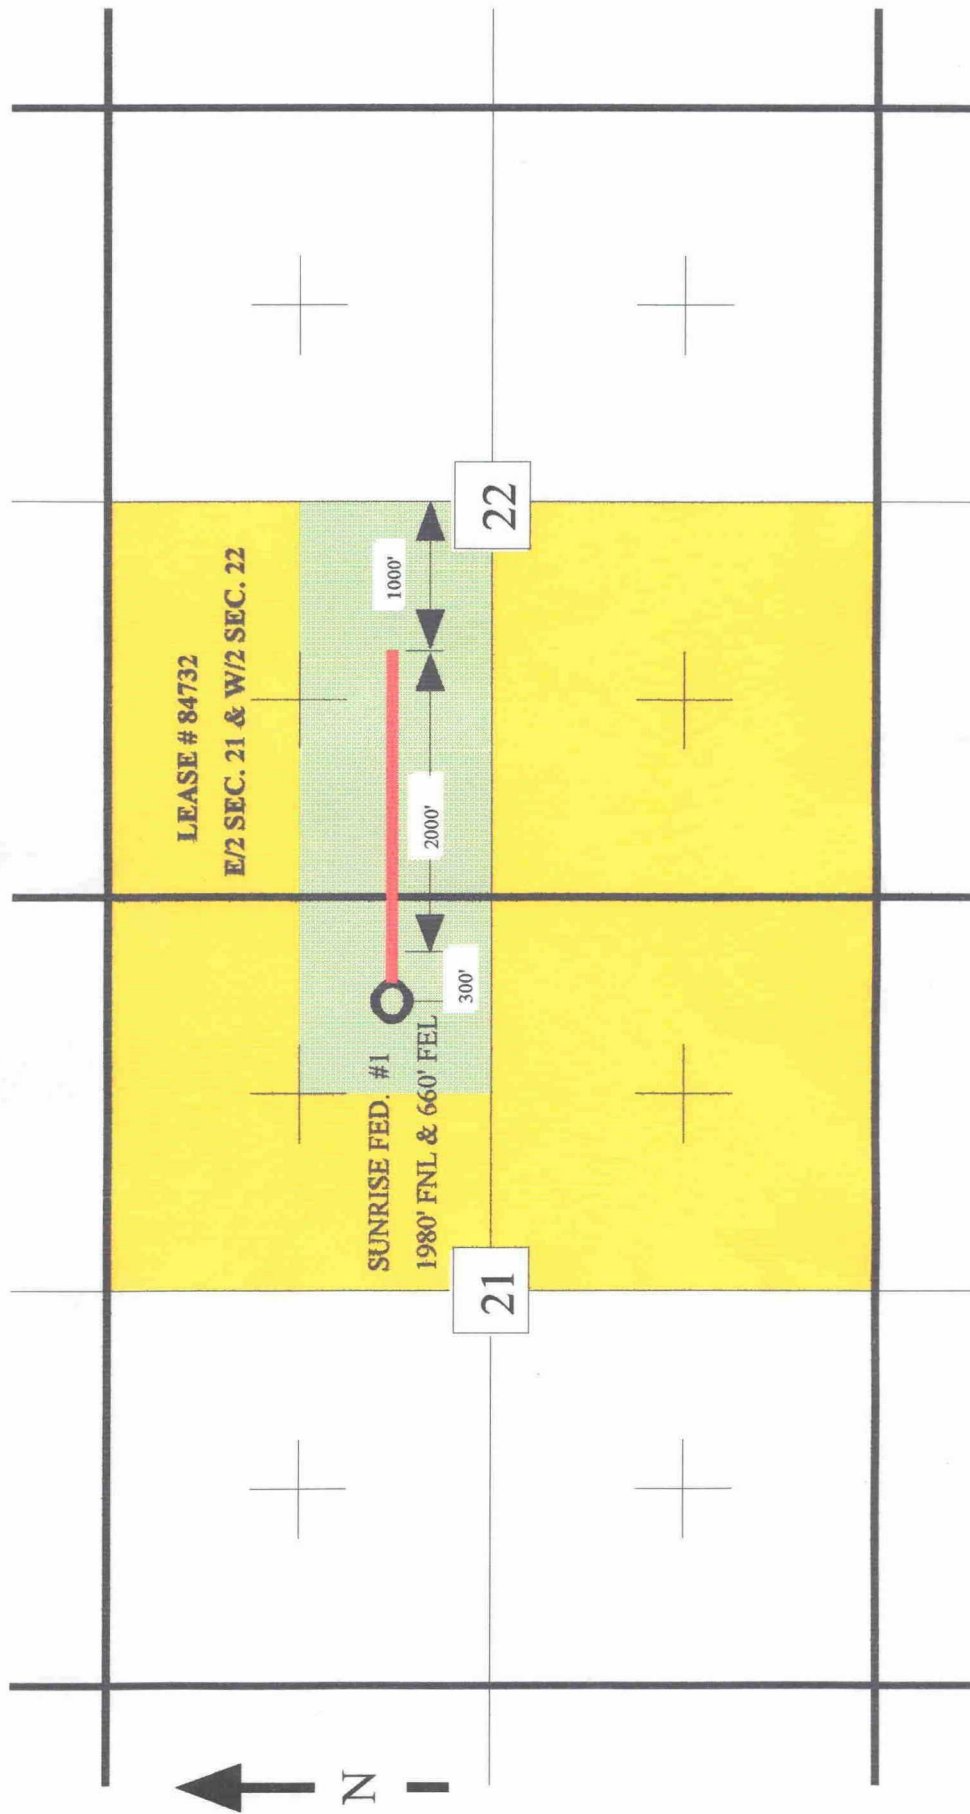 LEASE # 84732
E/2 SEC. 21 & W/2 SEC. 22
SUNRISE FED. #1
1980' FNL & 660' FEL
300'
2000'
1000'
21
22
N